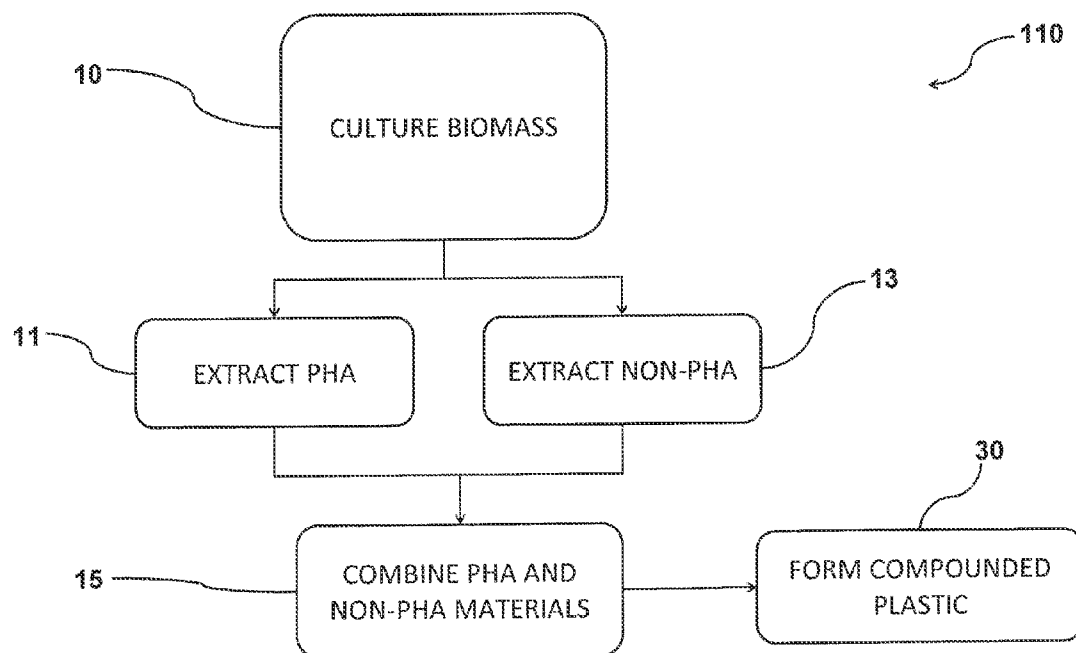 110
10
CULTURE BIOMASS
13
11
EXTRACT PHA
EXTRACT NON-PHA
30
15
COMBINE PHA AND
NON-PHA MATERIALS
FORM COMPOUNDED
PLASTIC